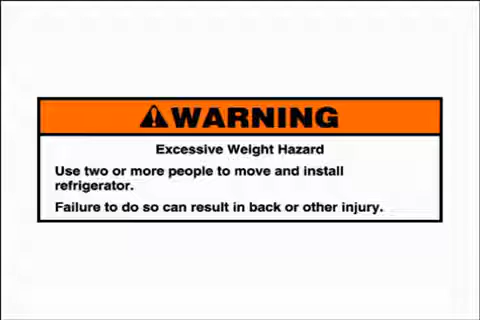 WARNING
Excessive Weight Hazard
Use two or more people to move and install
refrigerator.
Failure to do so can result in back or other injury.